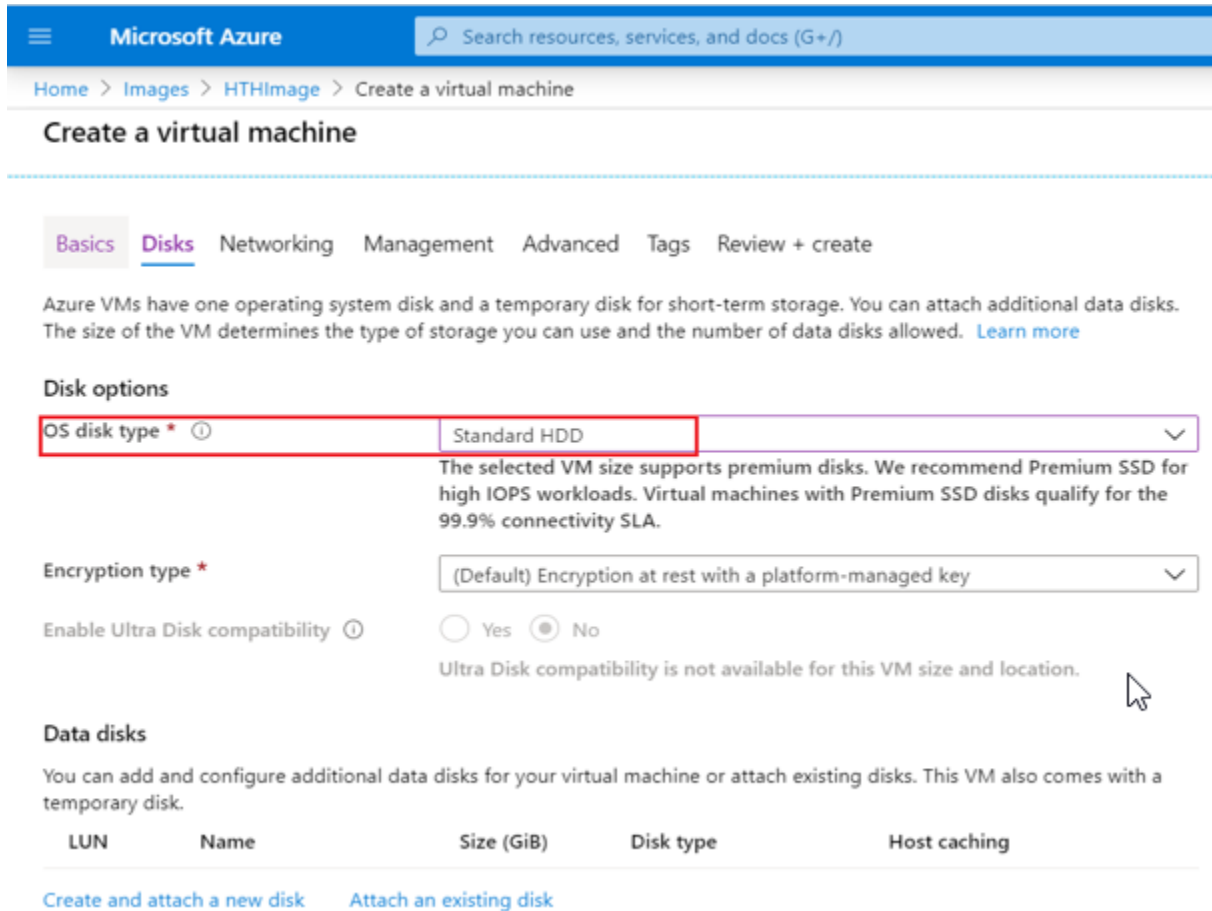 Microsoft Azure
Search resources, services, and docs (G+/)
Home > Images > HTHImage > Create a virtual machine
Create a virtual machine
Basics Disks Networking Management Advanced Tags Review + create
Azure VMs have one operating system disk and a temporary disk for short-term storage. You can attach additional data disks.
The size of the VM determines the type of storage you can use and the number of data disks allowed. Learn more
Disk options
OS disk type * Standard HDD
The selected VM size supports premium disks. We recommend Premium SSD for
high IOPS workloads. Virtual machines with Premium SSD disks qualify for the
99.9% connectivity SLA.
Encryption type * (Default) Encryption at rest with a platform-managed key
Enable Ultra Disk compatibility Yes No
Ultra Disk compatibility is not available for this VM size and location.
Data disks
You can add and configure additional data disks for your virtual machine or attach existing disks. This VM also comes with a
temporary disk.
LUN Name Size (GiB) Disk type Host caching
Create and attach a new disk Attach an existing disk